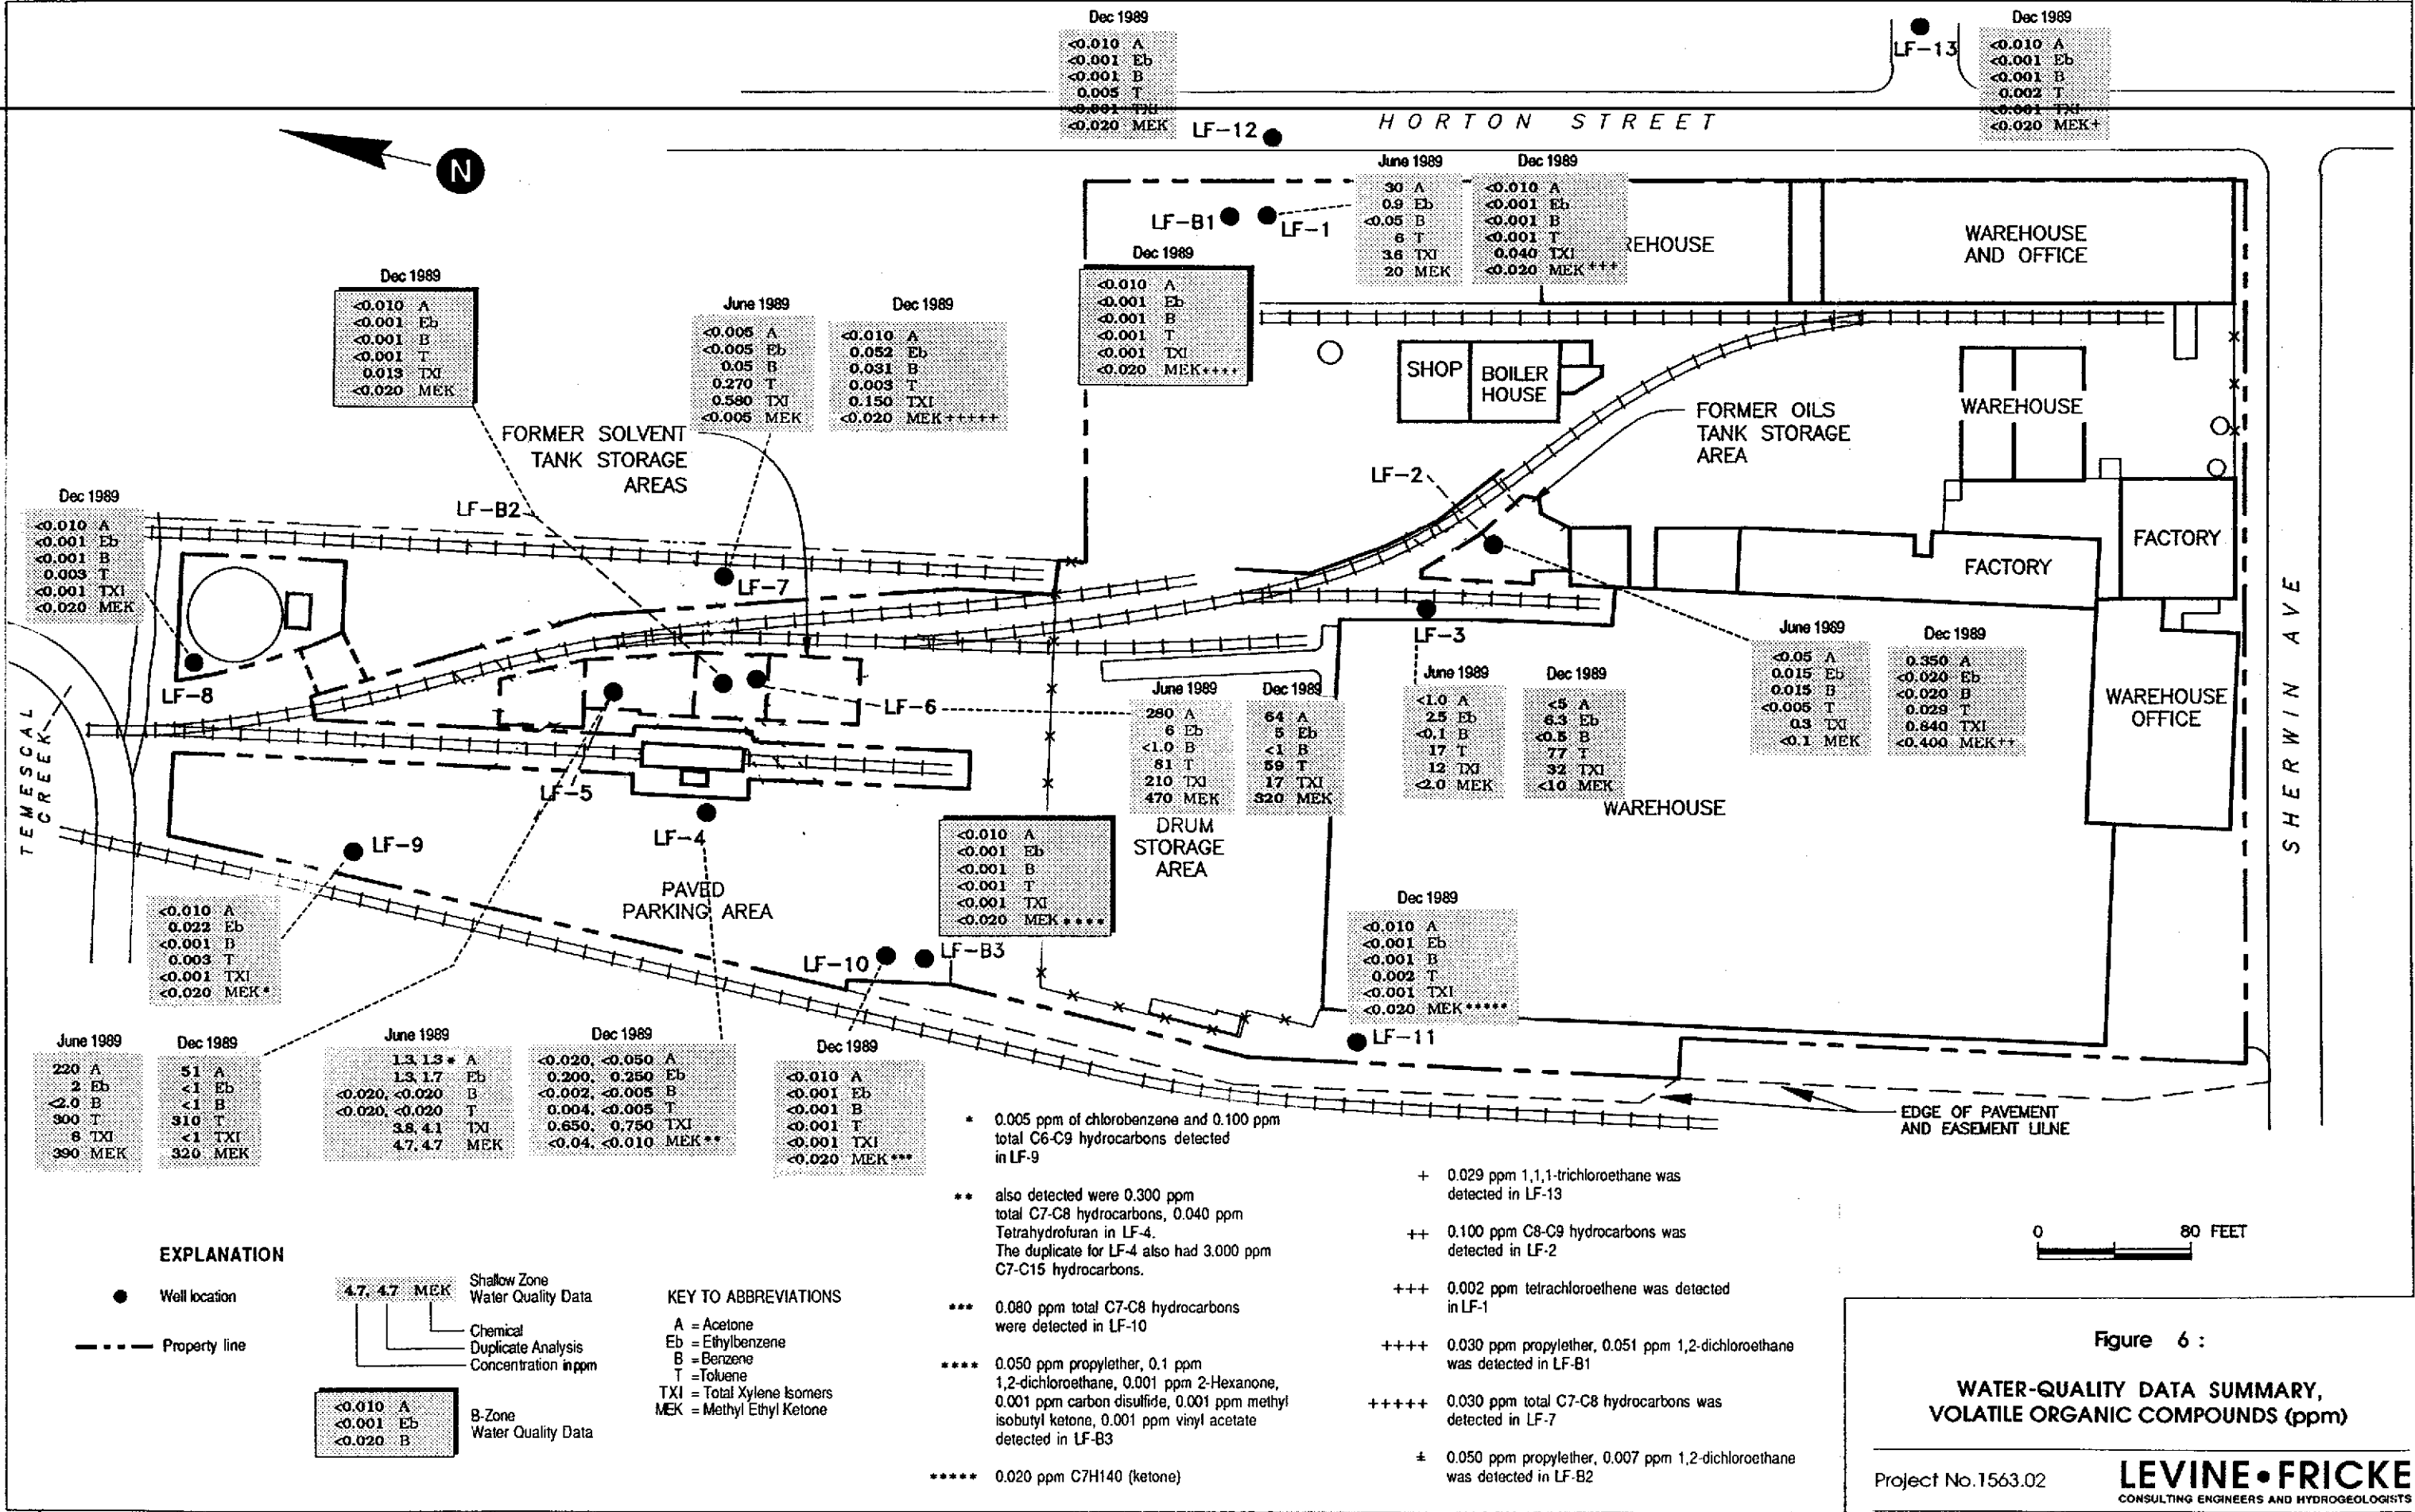 Dec 1989
<0.010 A
<0.001 Eb
<0.001 B
0.005 T
<0.001 TXI
<0.020 MEK
LF-12
HORTON STREET
LF-13
Dec 1989
<0.010 A
<0.001 Eb
<0.001 B
0.002 T
<0.001 TXI
<0.020 MEK+
N
LF-B1
LF-1
June 1989
30 A
0.9 Eb
<0.05 B
6 T
3.6 TXI
20 MEK
Dec 1989
<0.010 A
<0.001 Eb
<0.001 B
<0.001 T
0.040 TXI
<0.020 MEK+++
REHOUSE
WAREHOUSE
AND OFFICE
Dec 1989
<0.010 A
<0.001 Eb
<0.001 B
<0.001 T
<0.001 TXI
<0.020 MEK++++
Dec 1989
<0.010 A
<0.001 Eb
<0.001 B
<0.001 T
0.013 TXI
<0.020 MEK
June 1989
<0.005 A
<0.005 Eb
0.05 B
0.270 T
0.580 TXI
<0.005 MEK
Dec 1989
<0.010 A
0.052 Eb
0.031 B
0.003 T
0.150 TXI
<0.020 MEK+++++
SHOP
BOILER
HOUSE
WAREHOUSE
FORMER OILS
TANK STORAGE
AREA
FORMER SOLVENT
TANK STORAGE
AREAS
LF-B2
LF-2
Dec 1989
<0.010 A
<0.001 Eb
<0.001 B
0.003 T
<0.001 TXI
<0.020 MEK
LF-7
LF-8
FACTORY
FACTORY
LF-3
SHERWIN AVE
TEMESCAL
CREEK
LF-6
LF-5
LF-4
LF-9
June 1989
280 A
6 Eb
<1.0 B
81 T
210 TXI
470 MEK
Dec 1989
64 A
5 Eb
<1 B
59 T
17 TXI
320 MEK
June 1989
<1.0 A
2.5 Eb
<0.1 B
17 T
12 TXI
<2.0 MEK
Dec 1989
<5 A
6.3 Eb
<0.5 B
77 T
32 TXI
<10 MEK
June 1989
<0.05 A
0.015 Eb
0.015 B
<0.005 T
0.3 TXI
<0.1 MEK
Dec 1989
0.350 A
<0.020 Eb
<0.020 B
0.029 T
0.840 TXI
<0.400 MEK++
WAREHOUSE
OFFICE
WAREHOUSE
DRUM
STORAGE
AREA
PAVED
PARKING AREA
<0.010 A
<0.001 Eb
<0.001 B
<0.001 T
<0.001 TXI
<0.020 MEK****
LF-10
LF-B3
<0.010 A
0.022 Eb
<0.001 B
0.003 T
<0.001 TXI
<0.020 MEK*
Dec 1989
<0.010 A
<0.001 Eb
<0.001 B
0.002 T
<0.001 TXI
<0.020 MEK*****
LF-11
June 1989
220 A
2 Eb
<2.0 B
300 T
6 TXI
390 MEK
Dec 1989
51 A
<1 Eb
<1 B
310 T
<1 TXI
320 MEK
June 1989
1.3, 1.3* A
1.3, 1.7 Eb
<0.020, <0.020 B
<0.020, <0.020 T
3.8, 4.1 TXI
4.7, 4.7 MEK
Dec 1989
<0.020, <0.050 A
0.200, 0.250 Eb
<0.002, <0.005 B
0.004, <0.005 T
0.650, 0.750 TXI
<0.04, <0.010 MEK**
Dec 1989
<0.010 A
<0.001 Eb
<0.001 B
<0.001 T
<0.001 TXI
<0.020 MEK***
EDGE OF PAVEMENT
AND EASEMENT LILNE
* 0.005 ppm of chlorobenzene and 0.100 ppm
total C6-C9 hydrocarbons detected
in LF-9
** also detected were 0.300 ppm
total C7-C8 hydrocarbons, 0.040 ppm
Tetrahydrofuran in LF-4.
The duplicate for LF-4 also had 3.000 ppm
C7-C15 hydrocarbons.
*** 0.080 ppm total C7-C8 hydrocarbons
were detected in LF-10
**** 0.050 ppm propylether, 0.1 ppm
1,2-dichloroethane, 0.001 ppm 2-Hexanone,
0.001 ppm carbon disulfide, 0.001 ppm methyl
isobutyl ketone, 0.001 ppm vinyl acetate
detected in LF-B3
***** 0.020 ppm C7H140 (ketone)
+ 0.029 ppm 1,1,1-trichloroethane was
detected in LF-13
++ 0.100 ppm C8-C9 hydrocarbons was
detected in LF-2
+++ 0.002 ppm tetrachloroethene was detected
in LF-1
++++ 0.030 ppm propylether, 0.051 ppm 1,2-dichloroethane
was detected in LF-B1
+++++ 0.030 ppm total C7-C8 hydrocarbons was
detected in LF-7
± 0.050 ppm propylether, 0.007 ppm 1,2-dichloroethane
was detected in LF-B2
0 80 FEET
EXPLANATION
Well location
Property line
4.7, 4.7 MEK
Shallow Zone
Water Quality Data
Chemical
Duplicate Analysis
Concentration in ppm
<0.010 A
<0.001 Eb
<0.020 B
B-Zone
Water Quality Data
KEY TO ABBREVIATIONS
A = Acetone
Eb = Ethylbenzene
B = Benzene
T = Toluene
TXI = Total Xylene Isomers
MEK = Methyl Ethyl Ketone
Figure 6 :
WATER-QUALITY DATA SUMMARY,
VOLATILE ORGANIC COMPOUNDS (ppm)
Project No.1563.02
LEVINE•FRICKE
CONSULTING ENGINEERS AND HYDROGEOLOGISTS